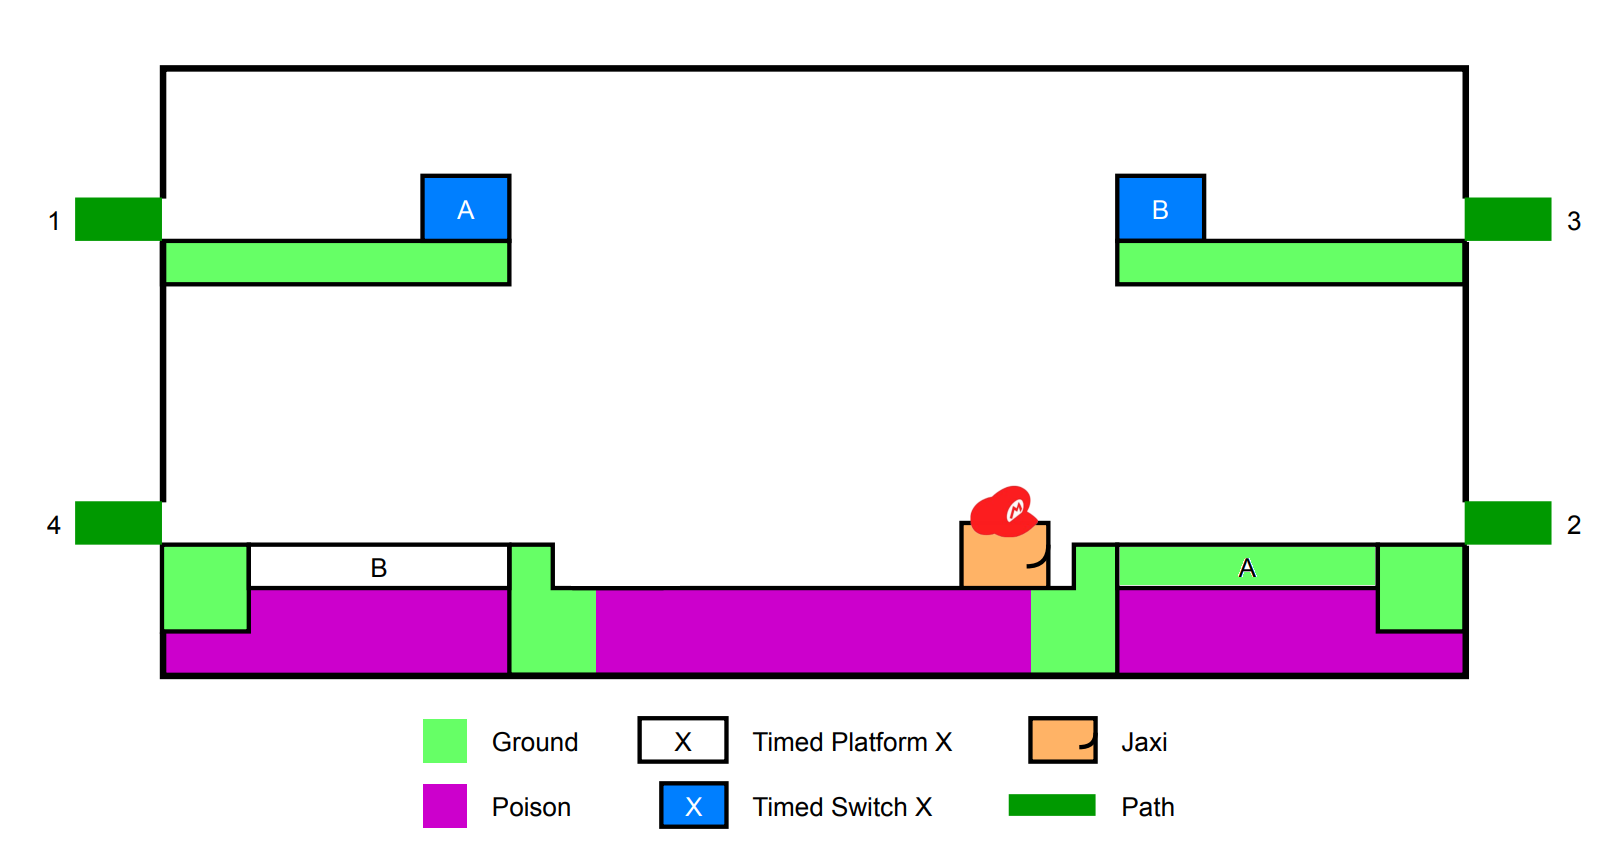 A
B
1
3
4
2
M
B
A
Ground
X
Timed Platform X
Jaxi
Poison
X
Timed Switch X
Path